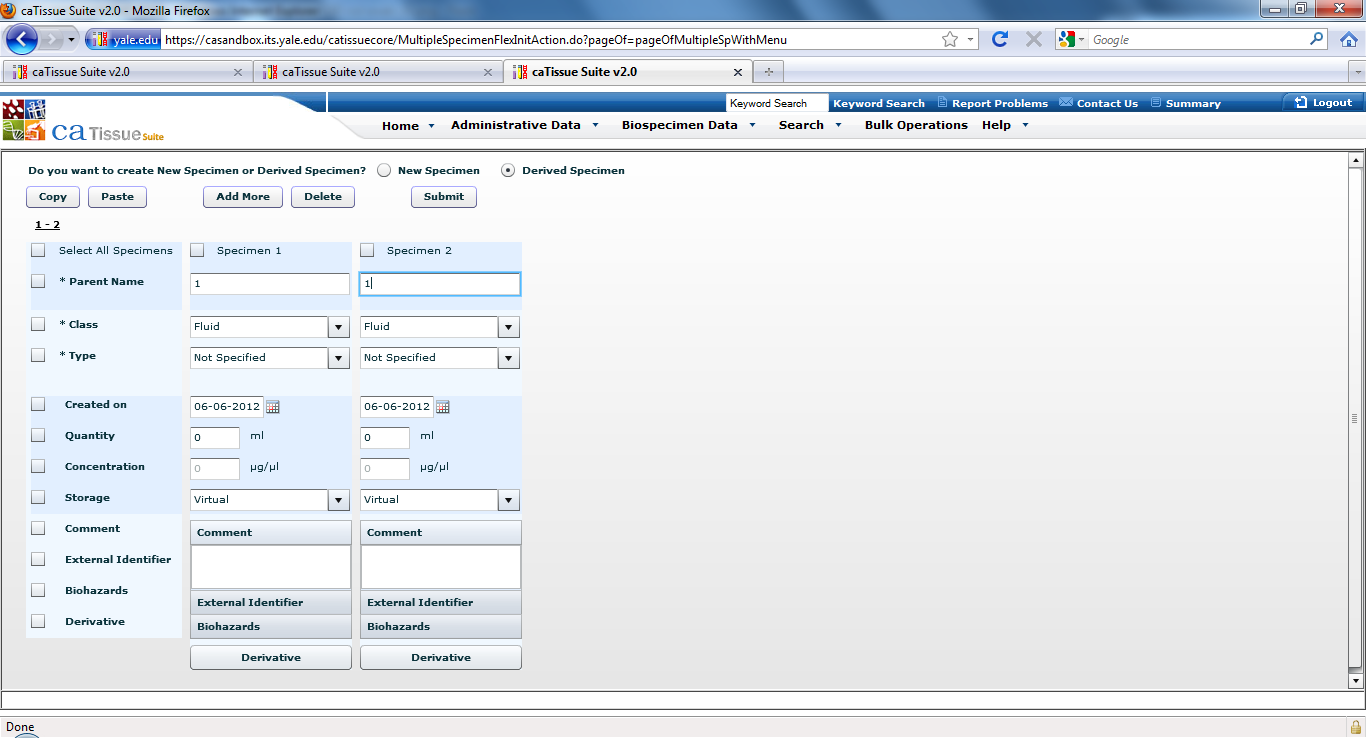 caTissue Suite v2.0 - Mozilla Firefox
yale.edu https://casandbox.its.yale.edu/catissuecore/MultipleSpecimenFlexInitAction.do?pageOf=pageOfMultipleSpWithMenu Google
caTissue Suite v2.0 caTissue Suite v2.0 caTissue Suite v2.0
Keyword Search Keyword Search Report Problems Contact Us Summary Logout
ca Tissue Suite Home Administrative Data Biospecimen Data Search Bulk Operations Help
Do you want to create New Specimen or Derived Specimen? New Specimen Derived Specimen
Copy Paste Add More Delete Submit
1 - 2
Select All Specimens Specimen 1 Specimen 2
* Parent Name 1 1
* Class Fluid Fluid
* Type Not Specified Not Specified
Created on 06-06-2012 06-06-2012
Quantity 0 ml 0 ml
Concentration 0 µg/µl 0 µg/µl
Storage Virtual Virtual
Comment Comment Comment
External Identifier
Biohazards External Identifier External Identifier
Derivative Biohazards Biohazards
Derivative Derivative
Done